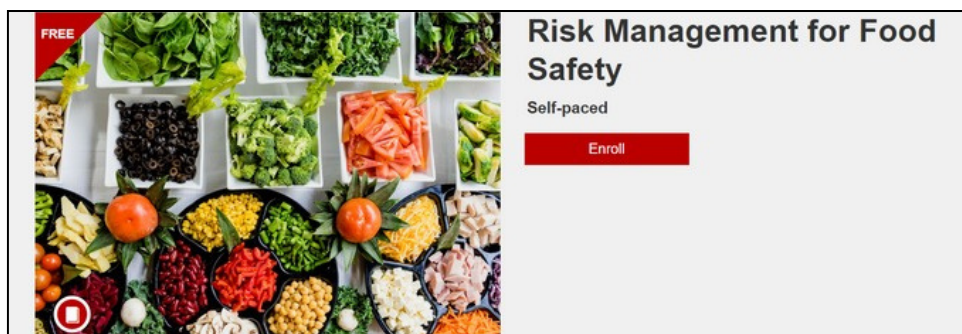 FREE
Risk Management for Food
Safety
Self-paced
Enroll